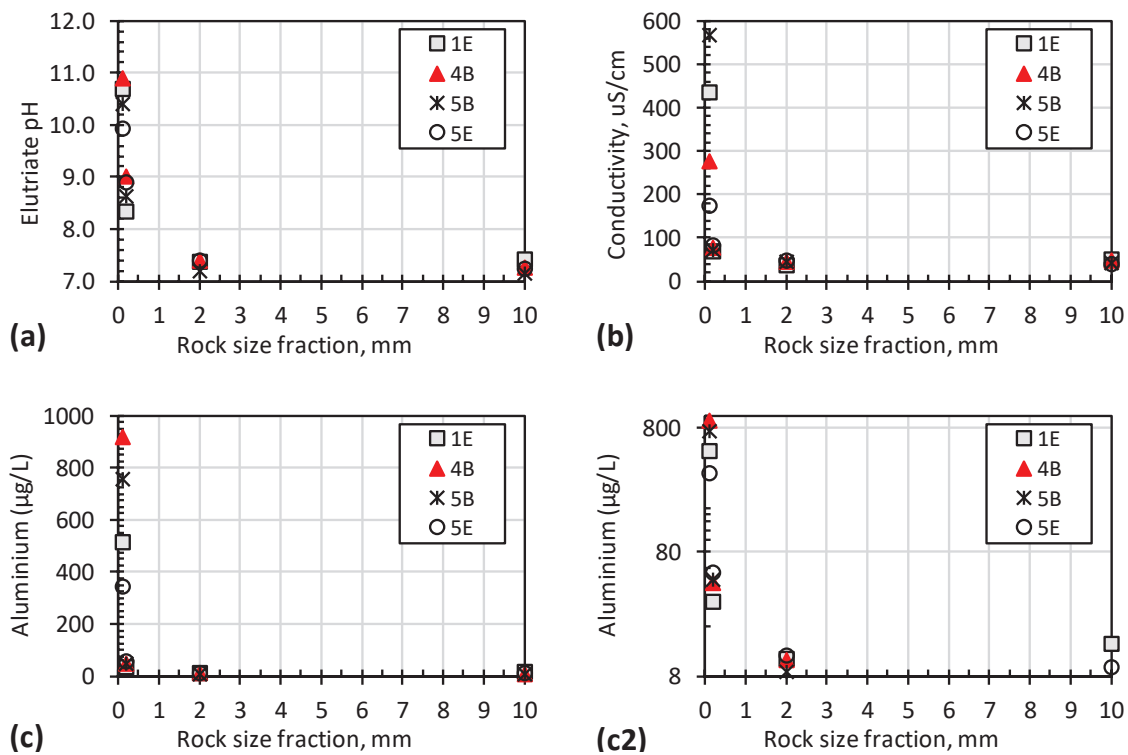 12.0
11.0
10.0
9.0
8.0
7.0
Elutriate pH
0 1 2 3 4 5 6 7 8 9 10
Rock size fraction, mm
1E
4B
5B
5E
(a)
600
500
400
300
200
100
0
Conductivity, uS/cm
0 1 2 3 4 5 6 7 8 9 10
Rock size fraction, mm
1E
4B
5B
5E
(b)
1000
800
600
400
200
0
Aluminium (µg/L)
0 1 2 3 4 5 6 7 8 9 10
Rock size fraction, mm
1E
4B
5B
5E
(c)
800
80
8
Aluminium (µg/L)
0 1 2 3 4 5 6 7 8 9 10
Rock size fraction, mm
1E
4B
5B
5E
(c2)